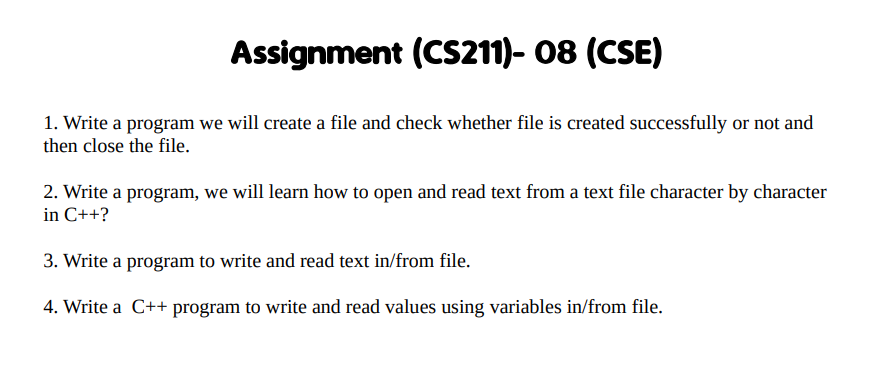 Assignment (CS211)- 08 (CSE)
1. Write a program we will create a file and check whether file is created successfully or not and
then close the file.
2. Write a program, we will learn how to open and read text from a text file character by character
in C++?
3. Write a program to write and read text in/from file.
4. Write a  C++ program to write and read values using variables in/from file.